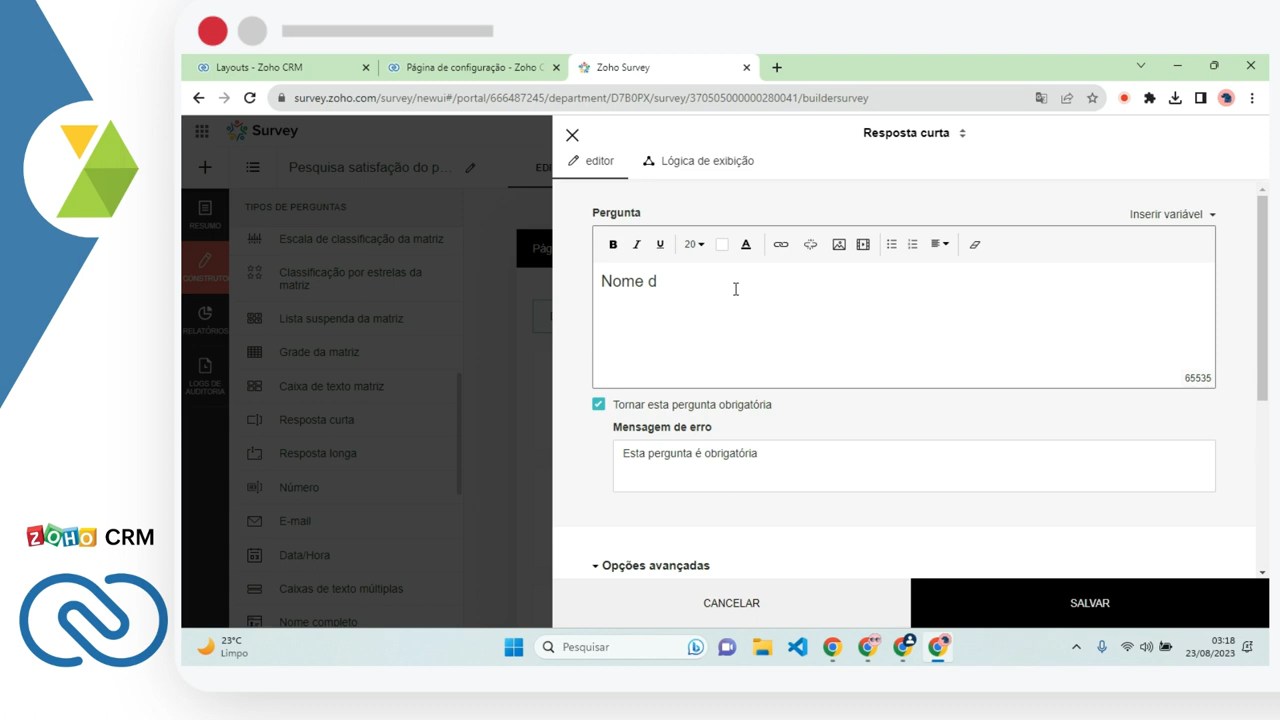 Layouts - Zoho CRM
Página de configuração - Zoho C
Zoho Survey
survey.zoho.com/survey/newui#/portal/666487245/department/D7B0PX/survey/370505000000280041/buildersurvey
Survey
Resposta curta
Pesquisa satisfação do p...
ED
editor
Lógica de exibição
RESUMO
CONSTRUTO
RELATÓRIOS
LOGS DE
AUDITORIA
TIPOS DE PERGUNTAS
Escala de classificação da matriz
Classificação por estrelas da
matriz
Lista suspensa da matriz
Grade da matriz
Caixa de texto matriz
Resposta curta
Resposta longa
Número
E-mail
Data/Hora
Caixas de texto múltiplas
Nome completo
Pág
Pergunta
Inserir variável
B I U 20 A
Nome d
65535
Tornar esta pergunta obrigatória
Mensagem de erro
Esta pergunta é obrigatória
Opções avançadas
CANCELAR
SALVAR
ZOHO CRM
23°C
Limpo
Pesquisar
03:18
23/08/2023